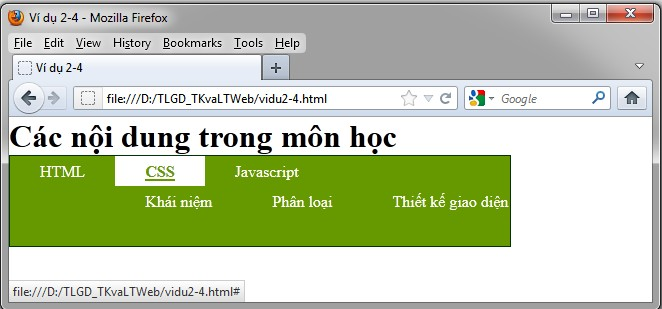 Ví dụ 2-4 - Mozilla Firefox
File Edit View History Bookmarks Tools Help
Ví dụ 2-4
file:///D:/TLGD_TKvaLTWeb/vidu2-4.html Google
Các nội dung trong môn học
HTML CSS Javascript
Khái niệm Phân loại Thiết kế giao diện
file:///D:/TLGD_TKvaLTWeb/vidu2-4.html#